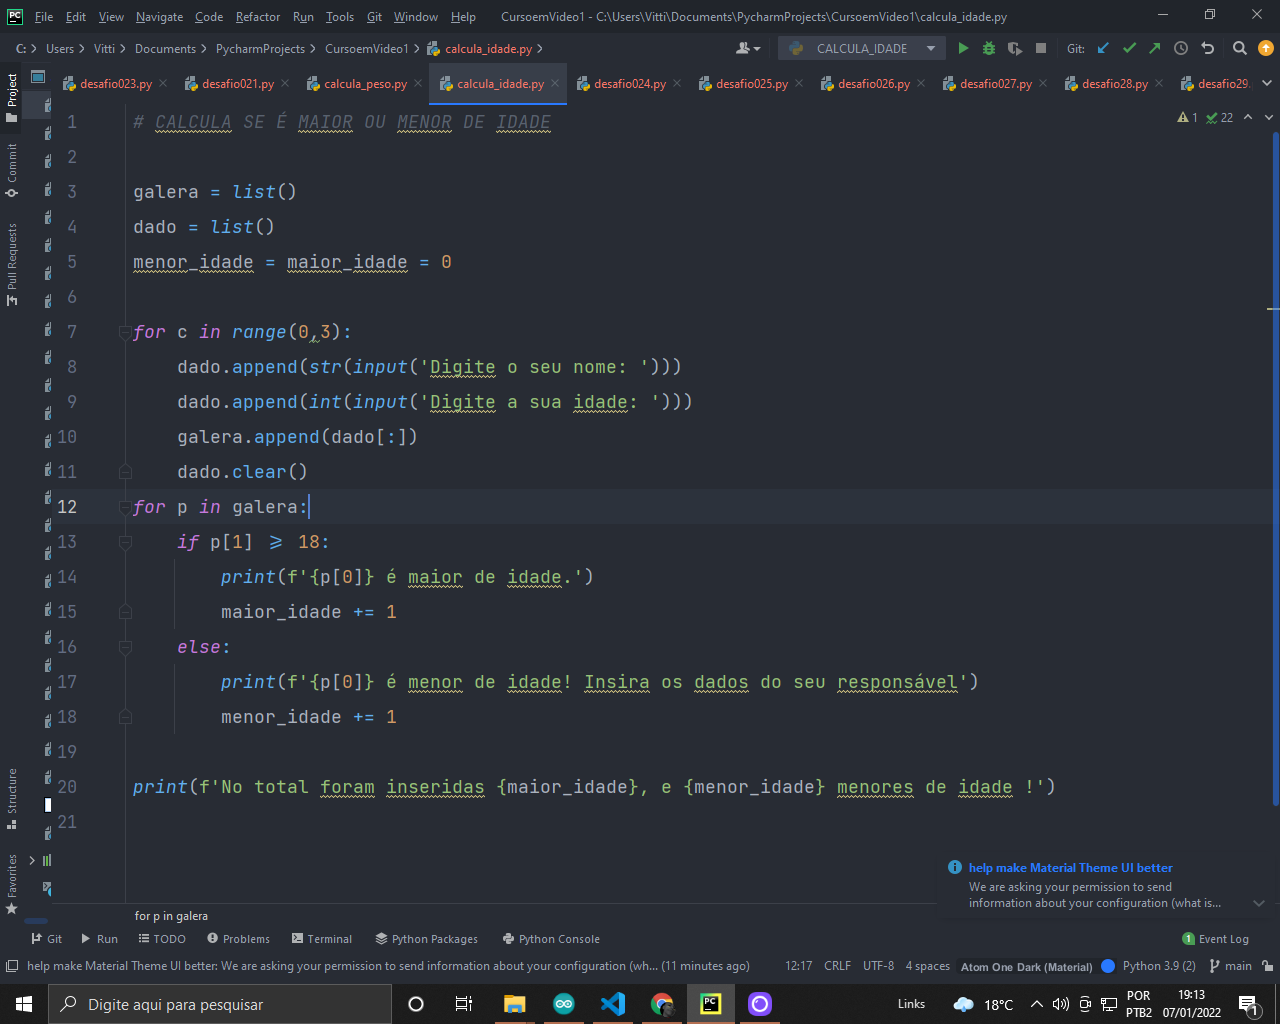 PC File Edit View Navigate Code Refactor Run Tools Git Window Help CursoemVideo1 - C:\Users\Vitti\Documents\PycharmProjects\CursoemVideo1\calcula_idade.py
C: Users Vitti Documents PycharmProjects CursoemVideo1 calcula_idade.py CALCULA_IDADE Git:
desafio023.py desafio021.py calcula_peso.py calcula_idade.py desafio024.py desafio025.py desafio026.py desafio027.py desafio28.py desafio29.
Project
Commit
Pull Requests
Structure
Favorites
1 # CALCULA SE É MAIOR OU MENOR DE IDADE
1 22
2
3 galera = list()
4 dado = list()
5 menor_idade = maior_idade = 0
6
7 for c in range(0,3):
8 dado.append(str(input('Digite o seu nome: ')))
9 dado.append(int(input('Digite a sua idade: ')))
10 galera.append(dado[:])
11 dado.clear()
12 for p in galera:
13 if p[1] >= 18:
14 print(f'{p[0]} é maior de idade.')
15 maior_idade += 1
16 else:
17 print(f'{p[0]} é menor de idade! Insira os dados do seu responsável')
18 menor_idade += 1
19
20 print(f'No total foram inseridas {maior_idade}, e {menor_idade} menores de idade !')
21
help make Material Theme UI better
We are asking your permission to send
information about your configuration (what is...
for p in galera
Git Run TODO Problems Terminal Python Packages Python Console 1 Event Log
help make Material Theme UI better: We are asking your permission to send information about your configuration (wh... (11 minutes ago) 12:17 CRLF UTF-8 4 spaces Atom One Dark (Material) Python 3.9 (2) main
Digite aqui para pesquisar PC Links 18°C POR PTB2 19:13 07/01/2022 1